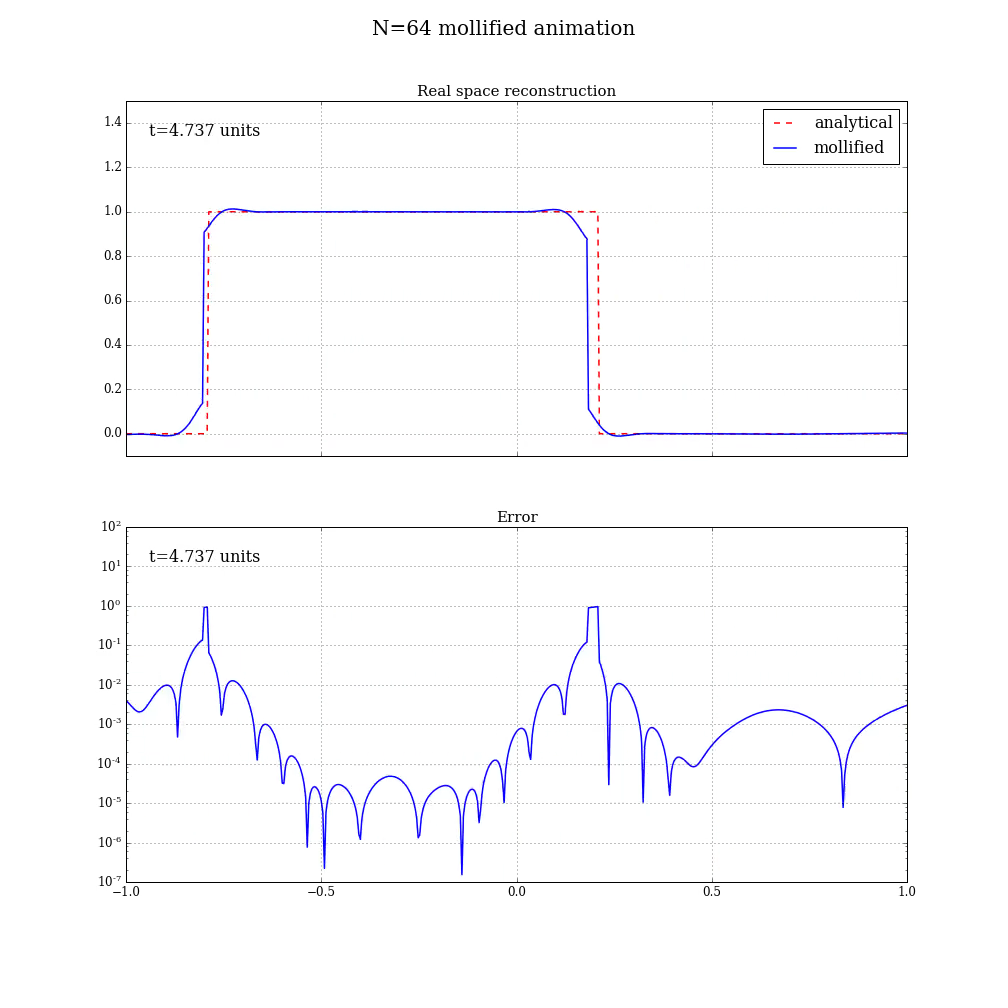 N=64 mollified animation
Real space reconstruction
t=4.737 units
analytical
mollified
1.4
1.2
1.0
0.8
0.6
0.4
0.2
0.0
Error
t=4.737 units
10²
10¹
10⁰
10⁻¹
10⁻²
10⁻³
10⁻⁴
10⁻⁵
10⁻⁶
10⁻⁷
−1.0 −0.5 0.0 0.5 1.0